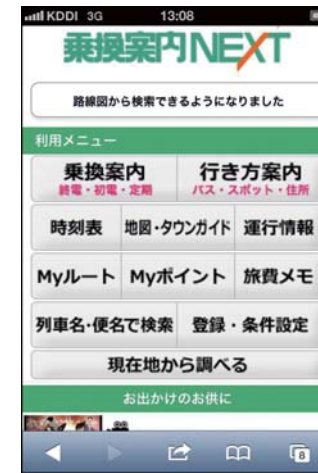 KDDI 3G 13:08
乗換案内NEXT
路線図から検索できるようになりました
利用メニュー
乗換案内 行き方案内
終電・初電・定期 バス・スポット・住所
時刻表 地図・タウンガイド 運行情報
Myルート Myポイント 旅費メモ
列車名・便名で検索 登録・条件設定
現在地から調べる
お出かけのお供に
8